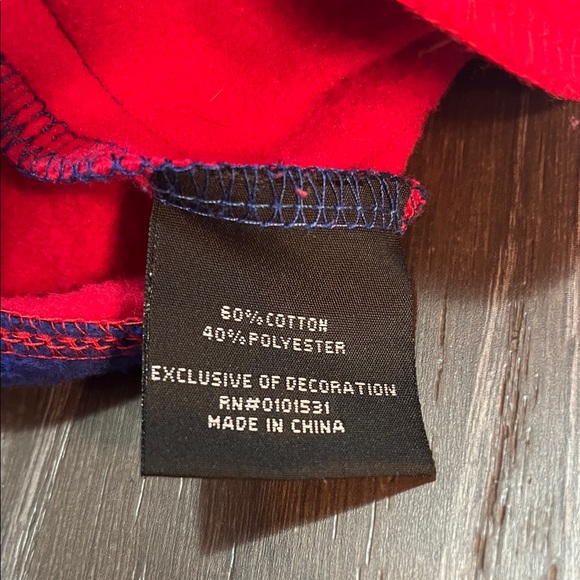 60% COTTON
40% POLYESTER
EXCLUSIVE OF DECORATION
RN#0101531
MADE IN CHINA